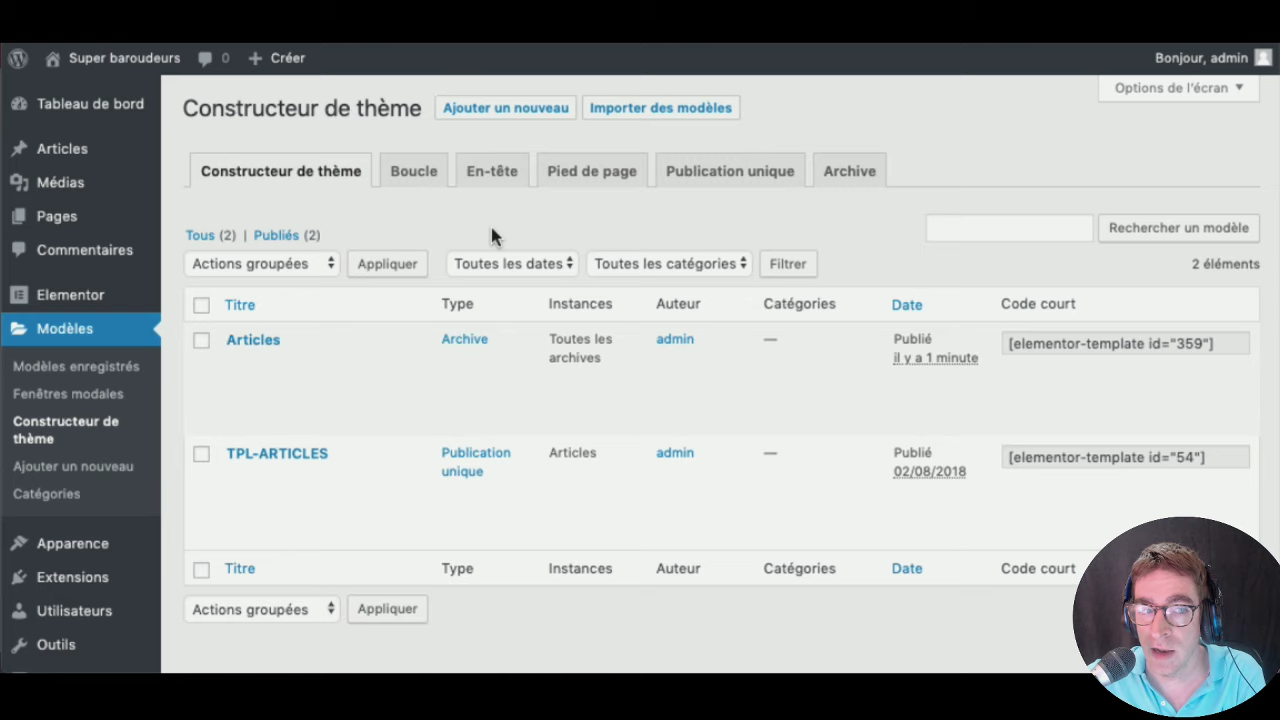 Super baroudeurs 0 Créer Bonjour, admin
Options de l'écran
Tableau de bord
Articles
Médias
Pages
Commentaires
Elementor
Modèles
Modèles enregistrés
Fenêtres modales
Constructeur de
thème
Ajouter un nouveau
Catégories
Apparence
Extensions
Utilisateurs
Outils
Constructeur de thème Ajouter un nouveau Importer des modèles
Constructeur de thème Boucle En-tête Pied de page Publication unique Archive
Tous (2) | Publiés (2)
Rechercher un modèle
Actions groupées Appliquer Toutes les dates Toutes les catégories Filtrer 2 éléments
Titre Type Instances Auteur Catégories Date Code court
Articles Archive Toutes les admin — Publié [elementor-template id="359"]
archives il y a 1 minute
TPL-ARTICLES Publication Articles admin — Publié [elementor-template id="54"]
unique 02/08/2018
Titre Type Instances Auteur Catégories Date Code court
Actions groupées Appliquer